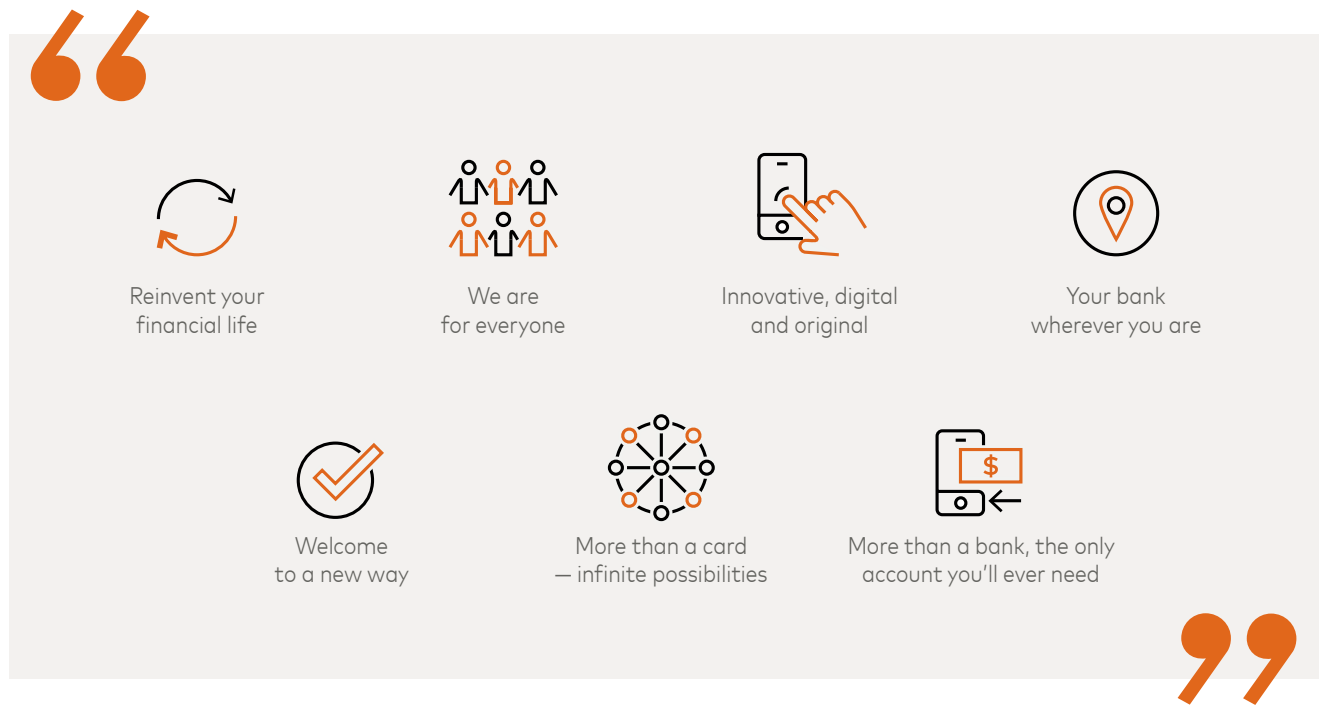 “
Reinvent your
financial life
We are
for everyone
Innovative, digital
and original
Your bank
wherever you are
Welcome
to a new way
More than a card
— infinite possibilities
$
More than a bank, the only
account you’ll ever need
”